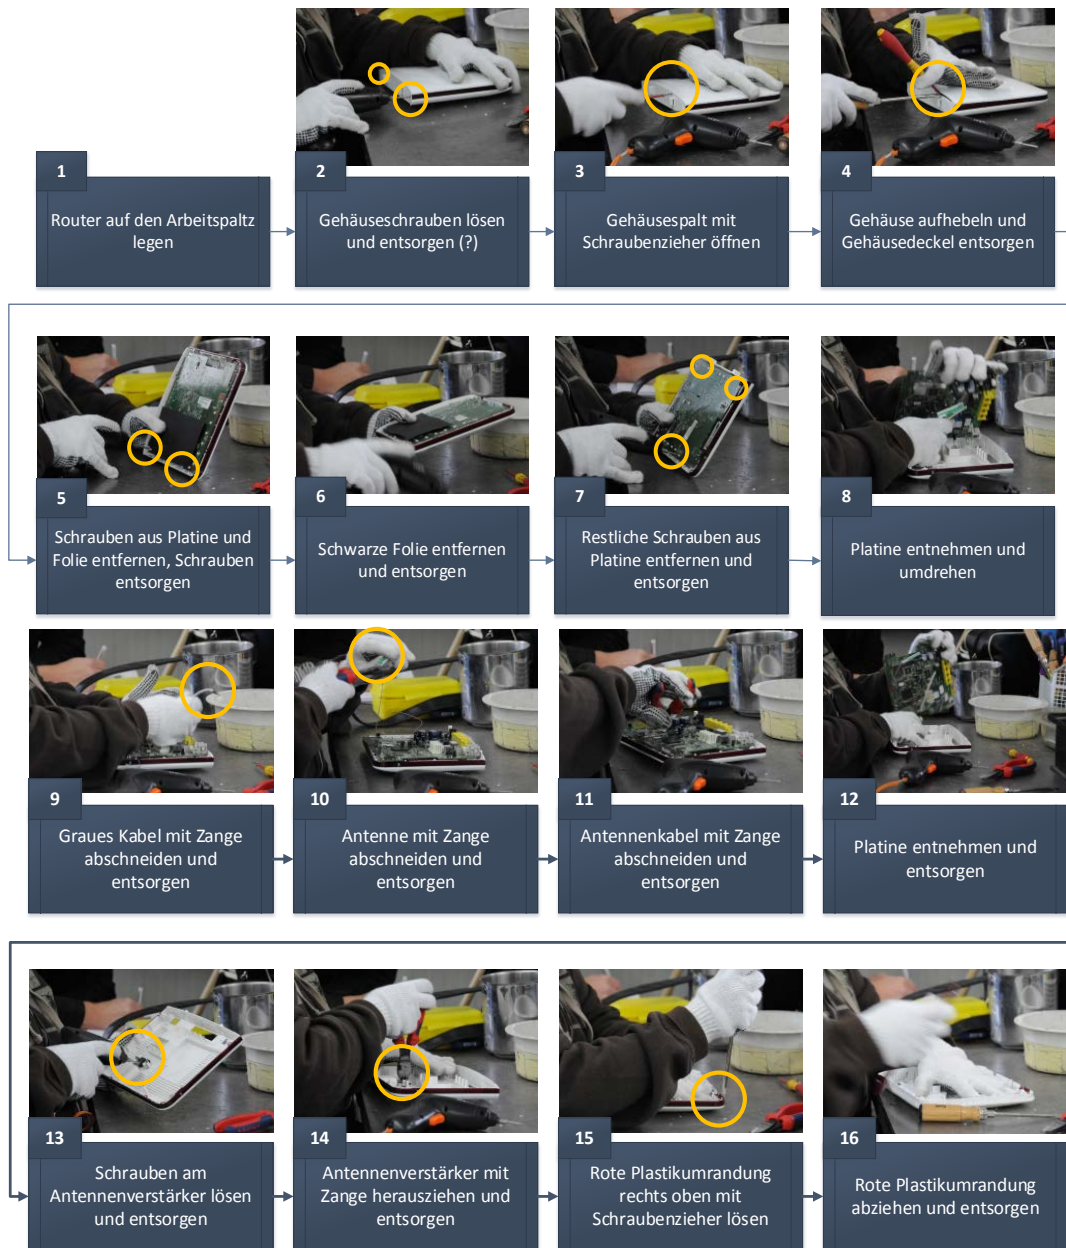 1
Router auf den Arbeitspaltz
legen
2
Gehäuseschrauben lösen
und entsorgen (?)
3
Gehäusespalt mit
Schraubenzieher öffnen
4
Gehäuse aufhebeln und
Gehäusedeckel entsorgen
5
Schrauben aus Platine und
Folie entfernen, Schrauben
entsorgen
6
Schwarze Folie entfernen
und entsorgen
7
Restliche Schrauben aus
Platine entfernen und
entsorgen
8
Platine entnehmen und
umdrehen
9
Graues Kabel mit Zange
abschneiden und
entsorgen
10
Antenne mit Zange
abschneiden und
entsorgen
11
Antennenkabel mit Zange
abschneiden und
entsorgen
12
Platine entnehmen und
entsorgen
13
Schrauben am
Antennenverstärker lösen
und entsorgen
14
Antennenverstärker mit
Zange herausziehen und
entsorgen
15
Rote Plastikumrandung
rechts oben mit
Schraubenzieher lösen
16
Rote Plastikumrandung
abziehen und entsorgen